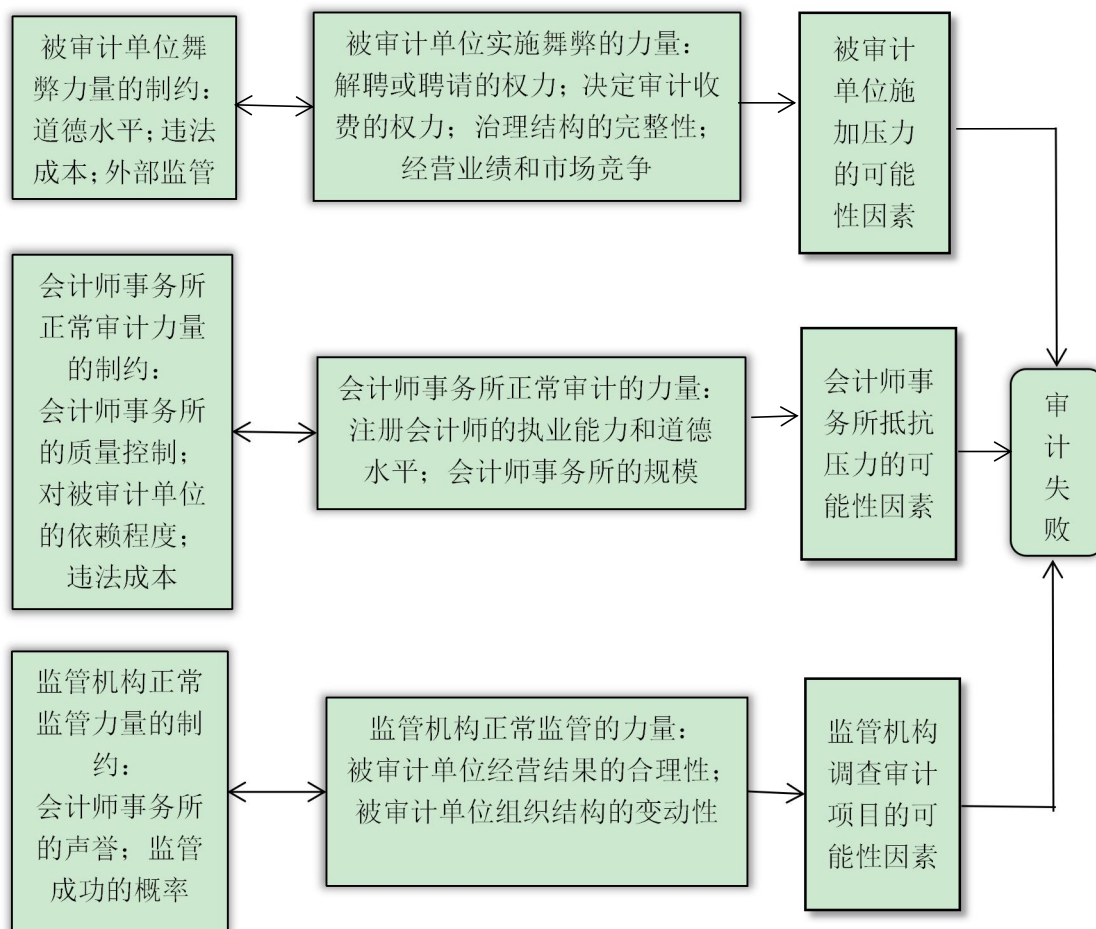 被审计单位舞
弊力量的制约：
道德水平；违法
成本；外部监管
被审计单位实施舞弊的力量：
解聘或聘请的权力；决定审计收
费的权力；治理结构的完整性；
经营业绩和市场竞争
被审计
单位施
加压力
的可能
性因素
会计师事务所
正常审计力量
的制约：
会计师事务所
的质量控制；
对被审计单位
的依赖程度；
违法成本
会计师事务所正常审计的力量：
注册会计师的执业能力和道德
水平；会计师事务所的规模
会计师事
务所抵抗
压力的可
能性因素
审
计
失
败
监管机构正常
监管力量的制
约：
会计师事务所
的声誉；监管
成功的概率
监管机构正常监管的力量：
被审计单位经营结果的合理性；
被审计单位组织结构的变动性
监管机构
调查审计
项目的可
能性因素